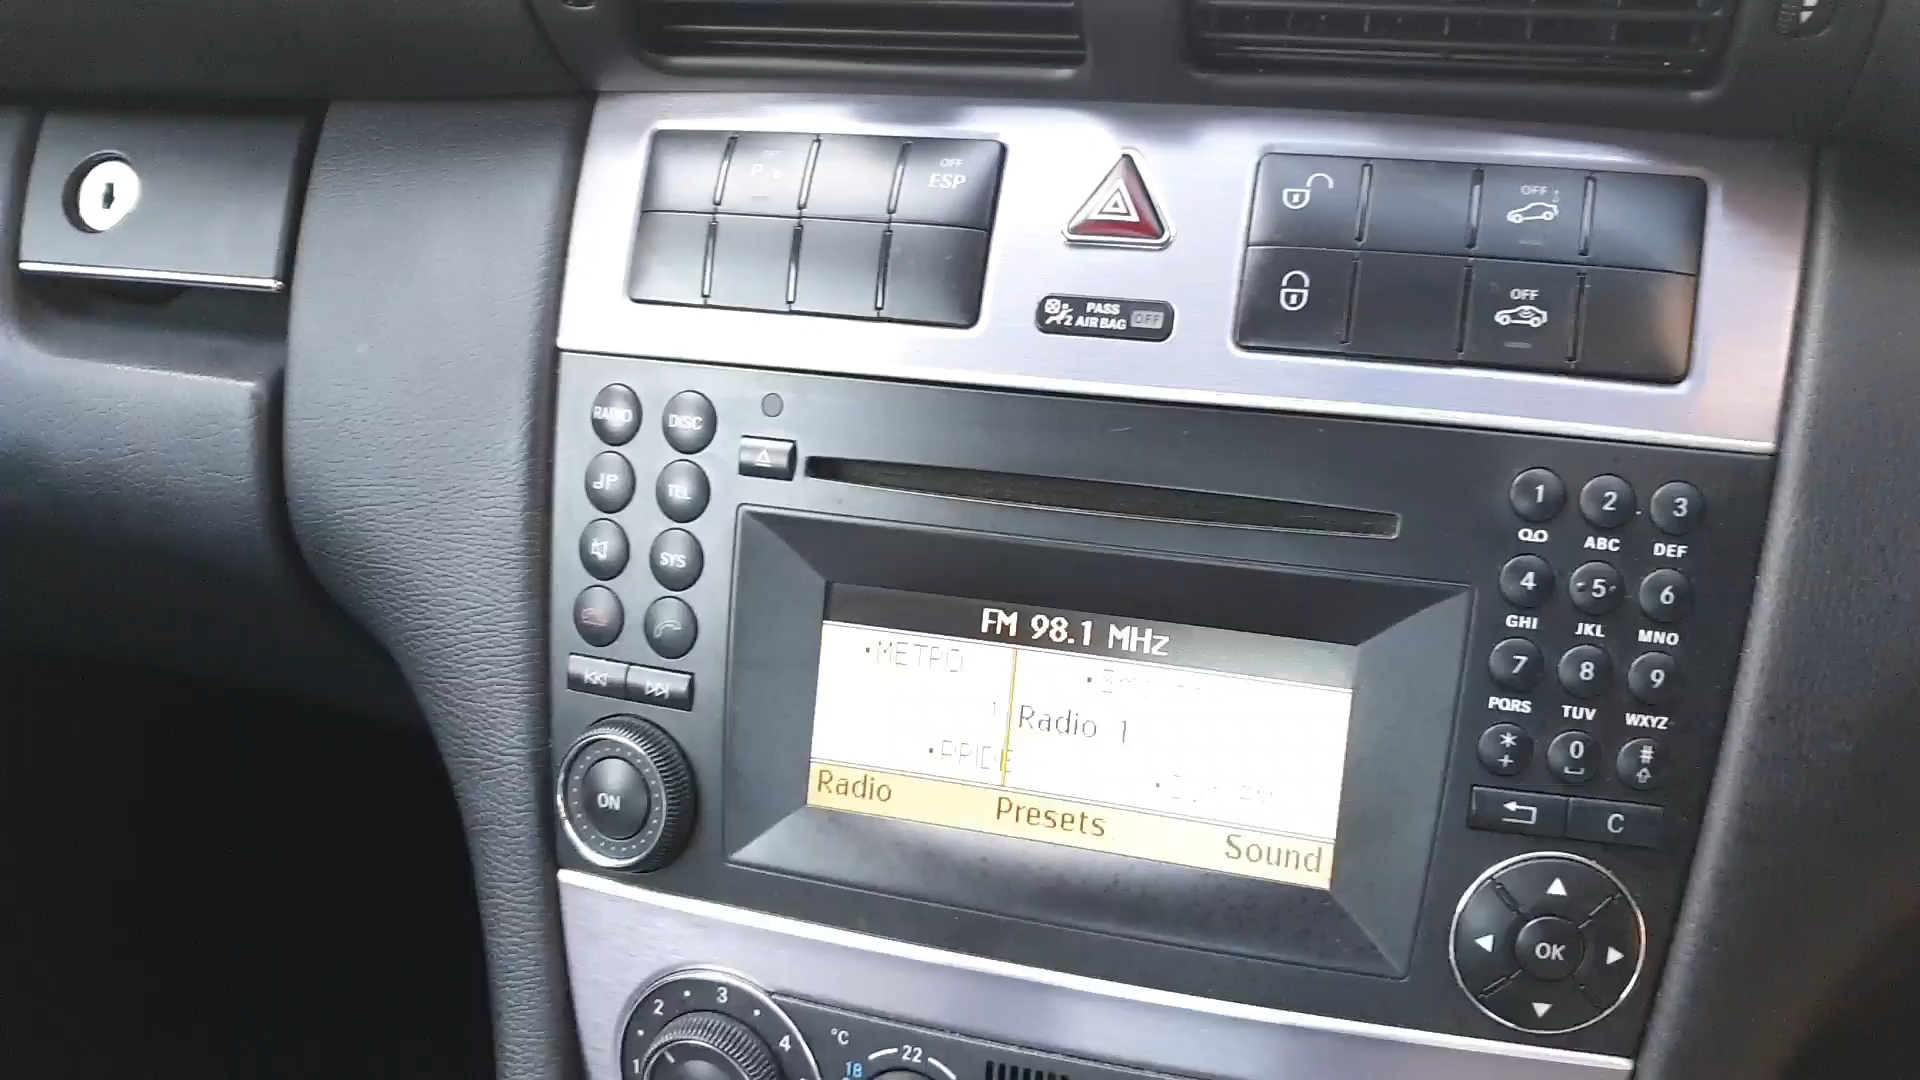 OFF
ESP
OFF
PASS
2 AIR BAG OFF
OFF
RADIO
DISC
TEL
SYS
ON
1 2 3
ABC DEF
4 5 6
GHI JKL MNO
7 8 9
PQRS TUV WXYZ
* 0 #
+
C
OK
FM 98.1 MHz
METRO
Radio 1
PRIDE
Radio Presets Sound
1 2 3 4
°C
18 22